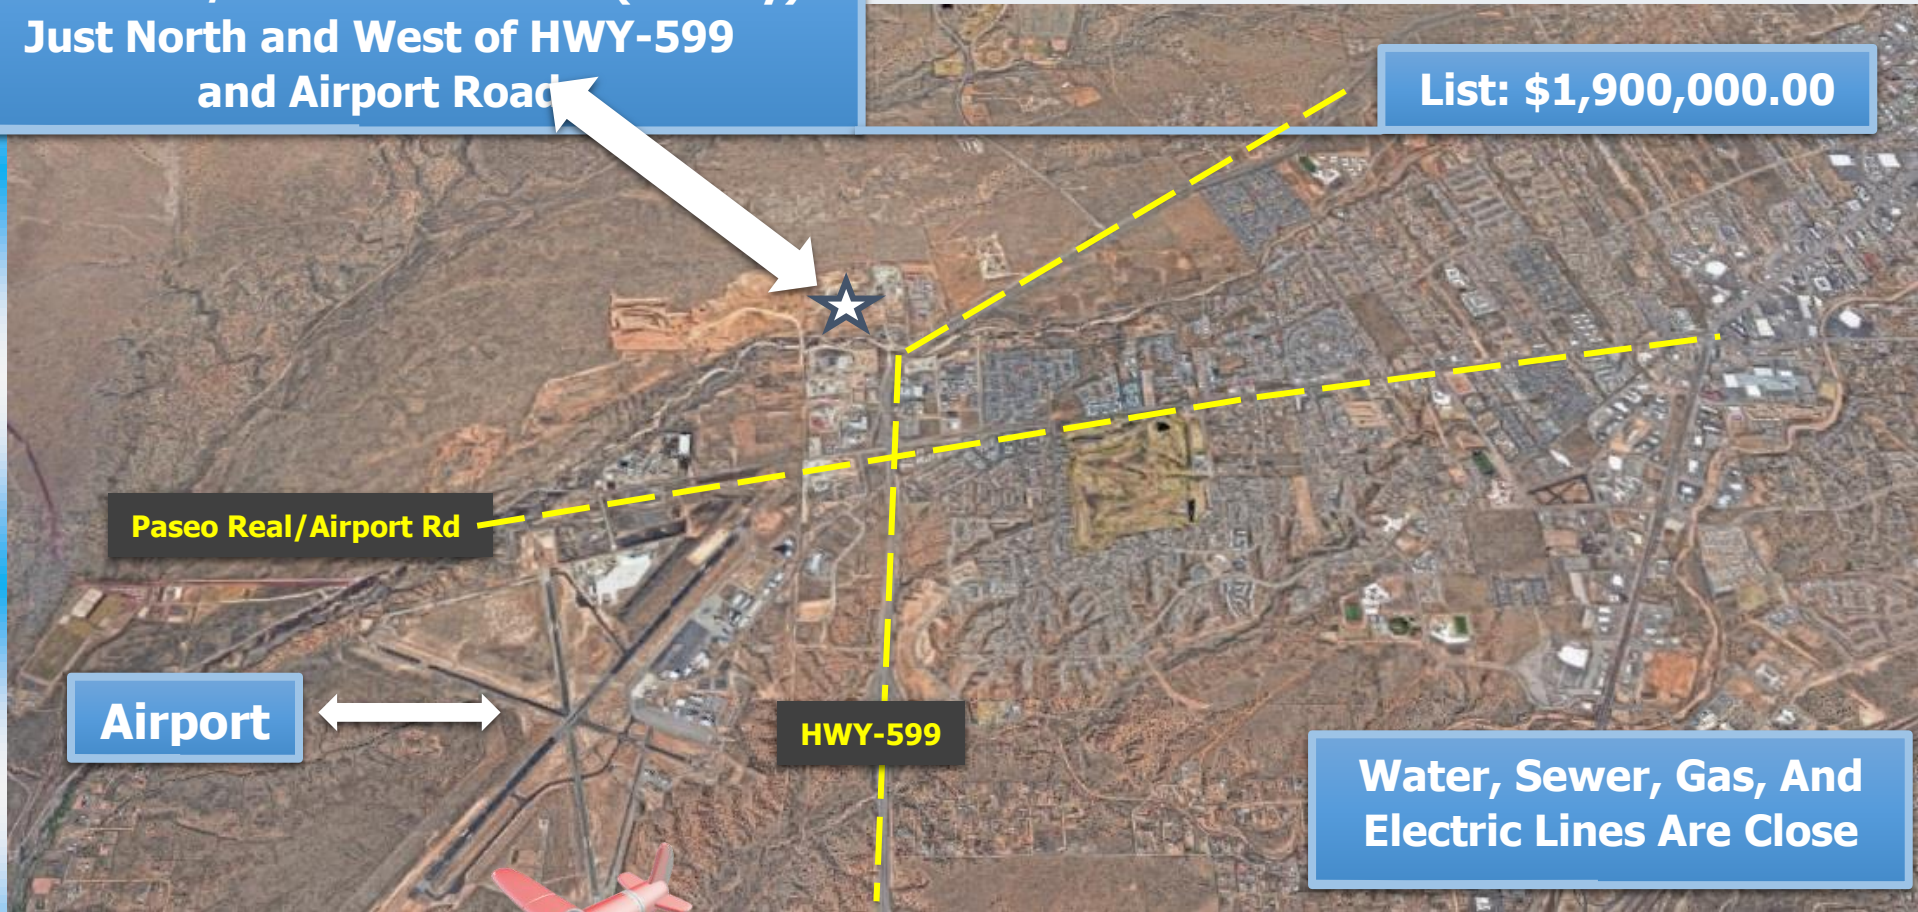 Just North and West of HWY-599
and Airport Road
List: $1,900,000.00
Paseo Real/Airport Rd
Airport
HWY-599
Water, Sewer, Gas, And
Electric Lines Are Close